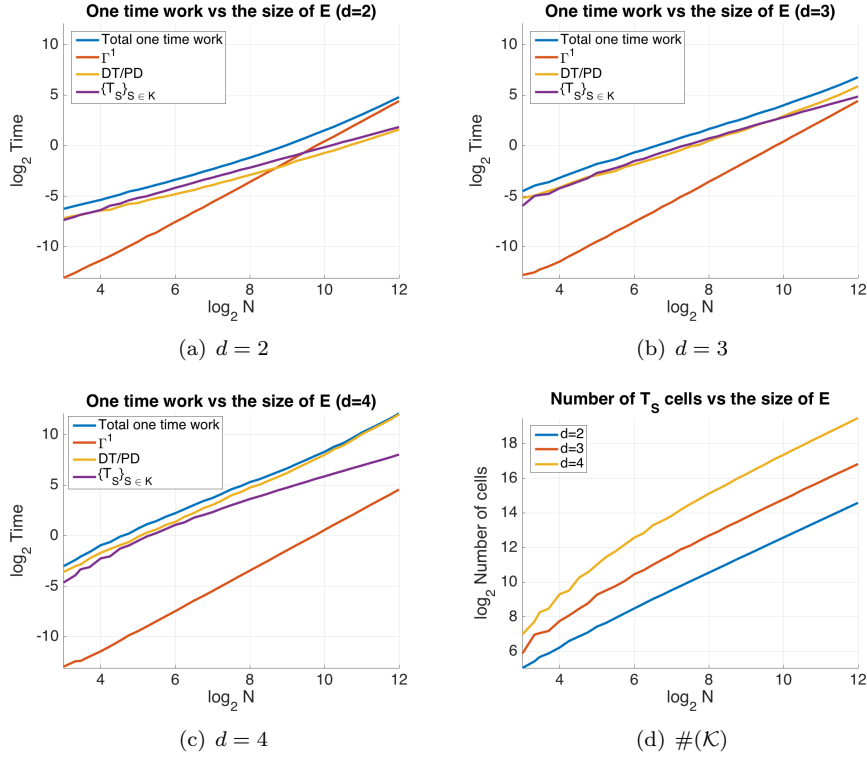 One time work vs the size of E (d=2)
log2 Time
10
5
0
-5
-10
Total one time work
Γ^1
DT/PD
{T_S}_{S ∈ K}
4 6 8 10 12
log2 N
(a) d = 2
One time work vs the size of E (d=3)
log2 Time
10
5
0
-5
-10
Total one time work
Γ^1
DT/PD
{T_S}_{S ∈ K}
4 6 8 10 12
log2 N
(b) d = 3
One time work vs the size of E (d=4)
log2 Time
10
5
0
-5
-10
Total one time work
Γ^1
DT/PD
{T_S}_{S ∈ K}
4 6 8 10 12
log2 N
(c) d = 4
Number of T_S cells vs the size of E
log2 Number of cells
18
16
14
12
10
8
6
d=2
d=3
d=4
4 6 8 10 12
log2 N
(d) #(𝒦)